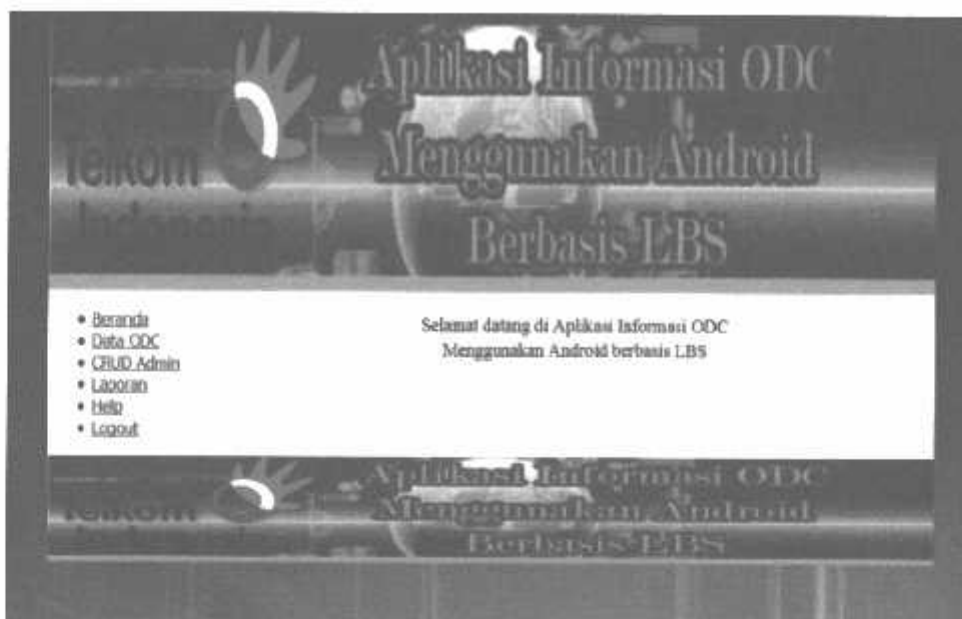 Aplikasi Informasi ODC
Menggunakan Android
Berbasis LBS
Telkom
Indonesia
Beranda
Data ODC
CRUD Admin
Laporan
Help
Logout
Selamat datang di Aplikasi Informasi ODC
Menggunakan Android berbasis LBS
Aplikasi Informasi ODC
Telkom
Menggunakan Android
Berbasis LBS